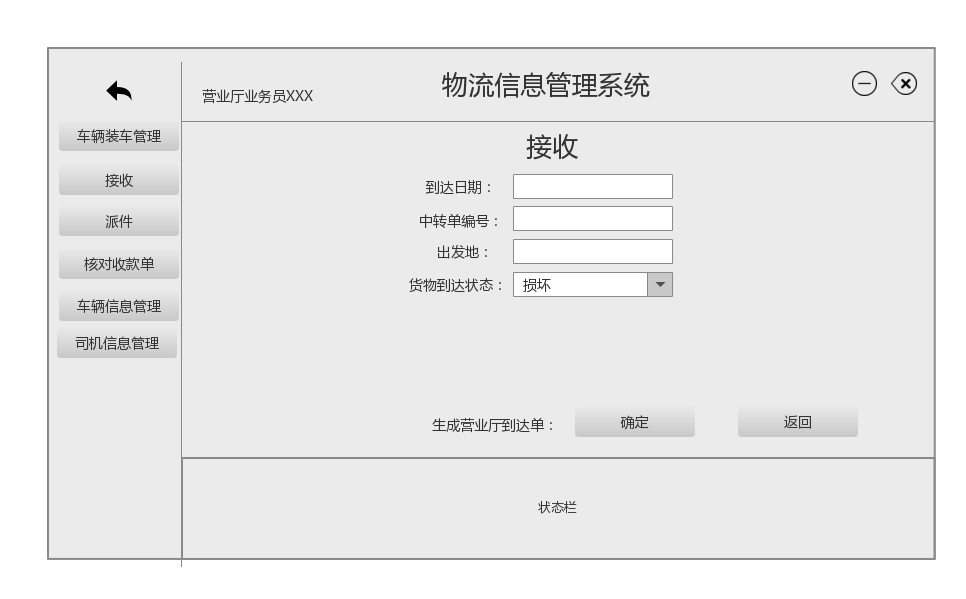 物流信息管理系统
营业厅业务员XXX
车辆装车管理
接收
派件
核对收款单
车辆信息管理
司机信息管理
接收
到达日期：
中转单编号：
出发地：
货物到达状态： 损坏
生成营业厅到达单： 确定 返回
状态栏